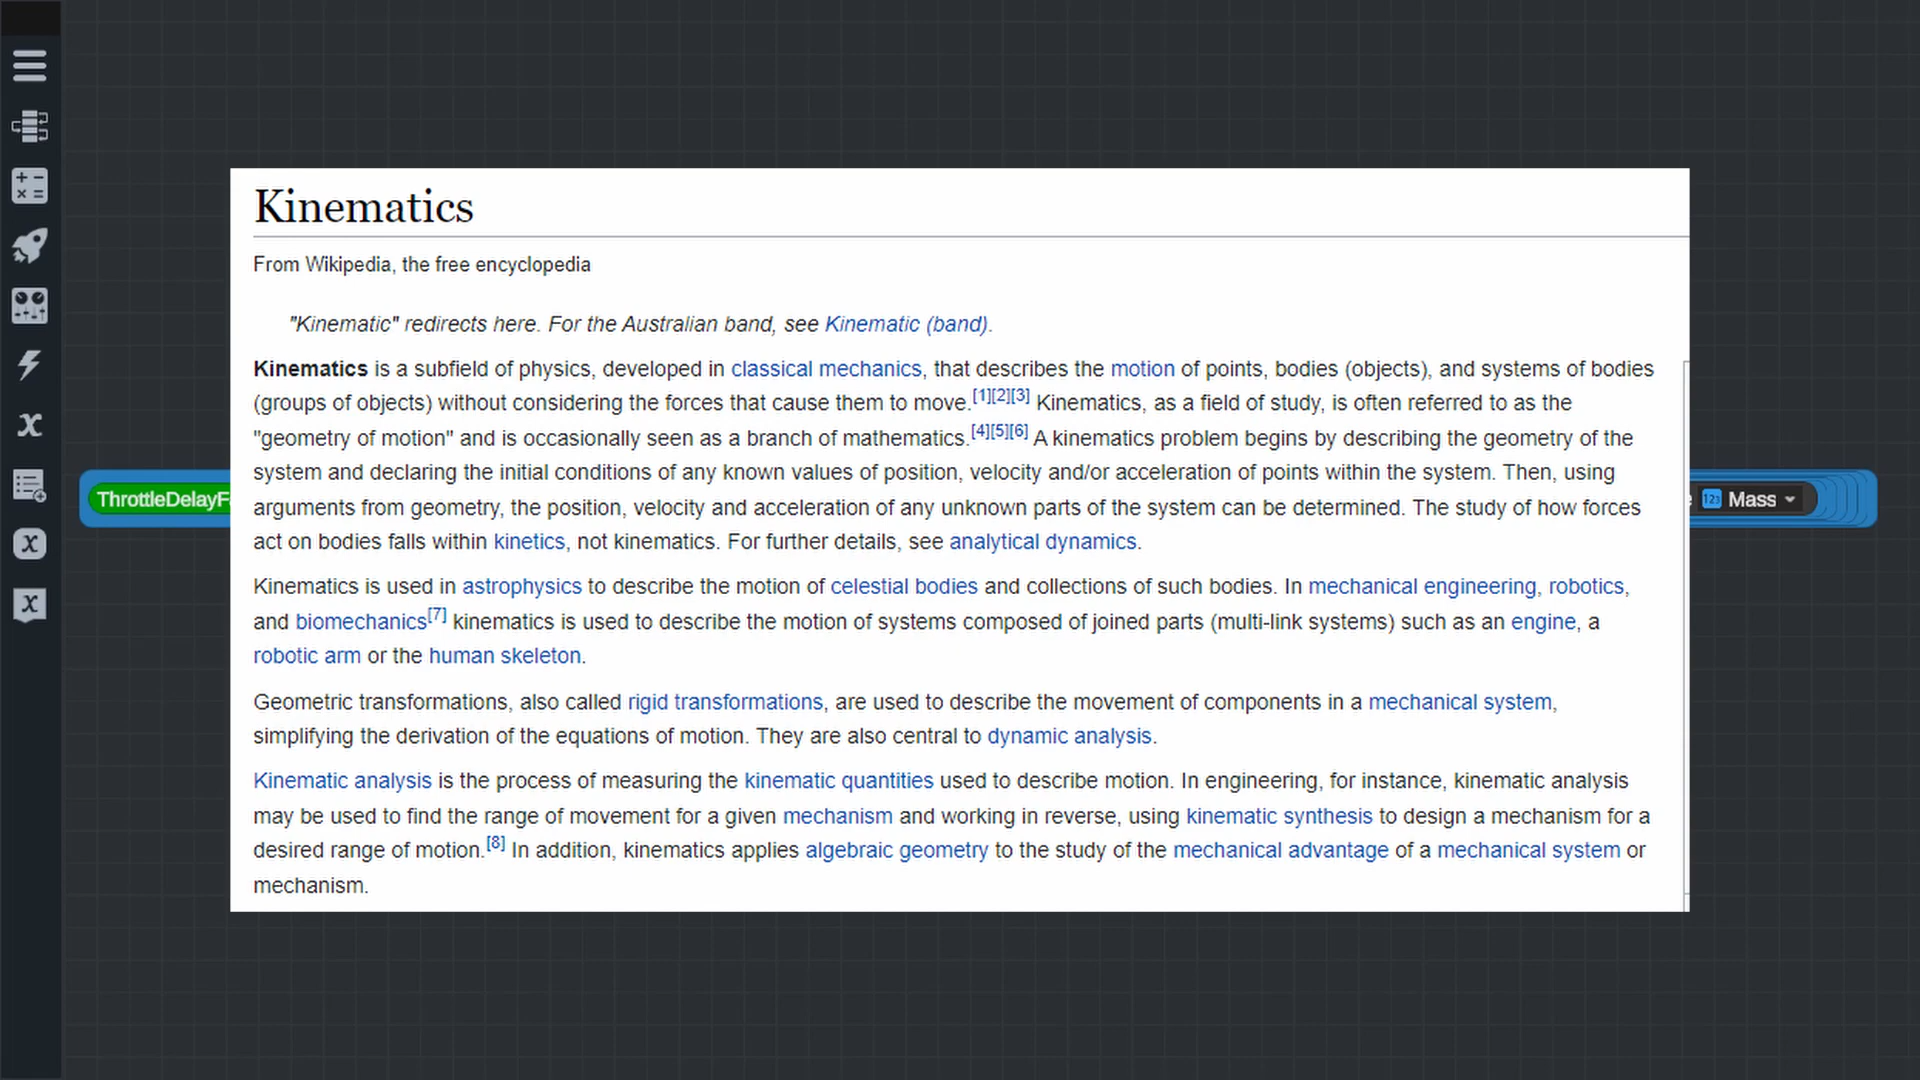 Kinematics
From Wikipedia, the free encyclopedia
"Kinematic" redirects here. For the Australian band, see Kinematic (band).
Kinematics is a subfield of physics, developed in classical mechanics, that describes the motion of points, bodies (objects), and systems of bodies
(groups of objects) without considering the forces that cause them to move.[1][2][3] Kinematics, as a field of study, is often referred to as the
"geometry of motion" and is occasionally seen as a branch of mathematics.[4][5][6] A kinematics problem begins by describing the geometry of the
system and declaring the initial conditions of any known values of position, velocity and/or acceleration of points within the system. Then, using
ThrottleDelayF
Mass
arguments from geometry, the position, velocity and acceleration of any unknown parts of the system can be determined. The study of how forces
act on bodies falls within kinetics, not kinematics. For further details, see analytical dynamics.
Kinematics is used in astrophysics to describe the motion of celestial bodies and collections of such bodies. In mechanical engineering, robotics,
and biomechanics[7] kinematics is used to describe the motion of systems composed of joined parts (multi-link systems) such as an engine, a
robotic arm or the human skeleton.
Geometric transformations, also called rigid transformations, are used to describe the movement of components in a mechanical system,
simplifying the derivation of the equations of motion. They are also central to dynamic analysis.
Kinematic analysis is the process of measuring the kinematic quantities used to describe motion. In engineering, for instance, kinematic analysis
may be used to find the range of movement for a given mechanism and working in reverse, using kinematic synthesis to design a mechanism for a
desired range of motion.[8] In addition, kinematics applies algebraic geometry to the study of the mechanical advantage of a mechanical system or
mechanism.